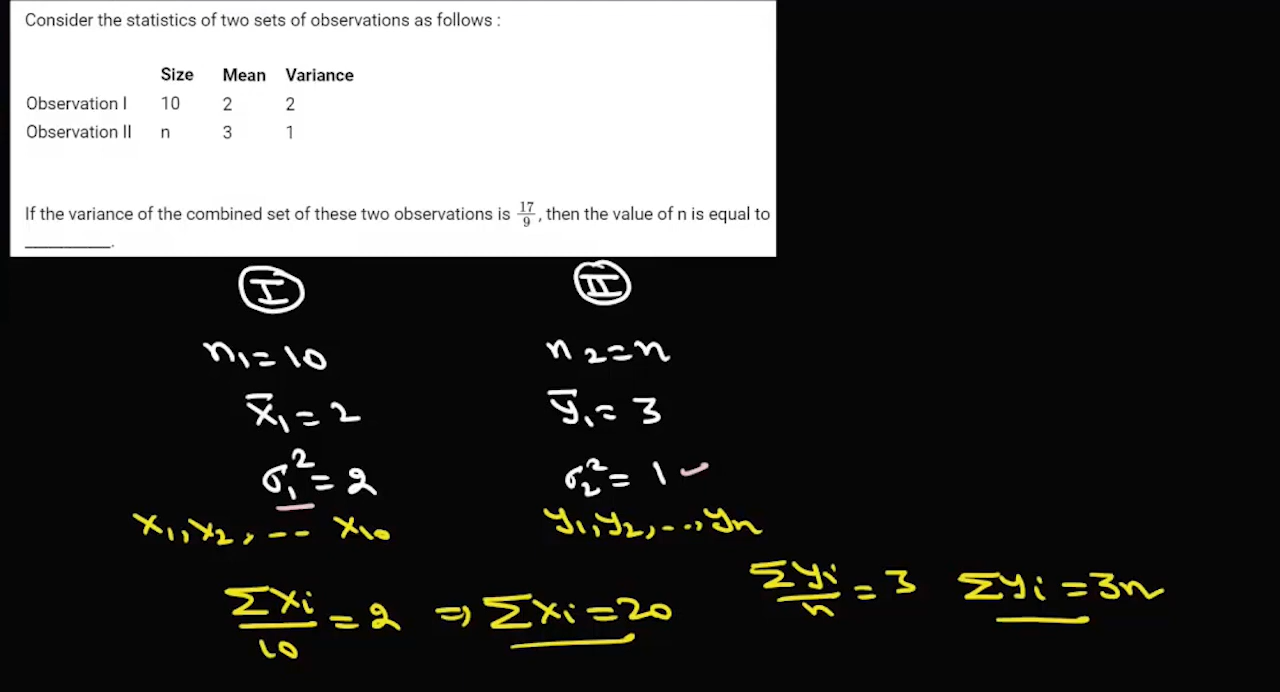 Consider the statistics of two sets of observations as follows :
Size Mean Variance
Observation I 10 2 2
Observation II n 3 1
If the variance of the combined set of these two observations is 17/9, then the value of n is equal to
__________.
I II
n₁=10 n₂=n
x̅₁=2 y̅₁=3
σ₁²=2 σ₂²=1
x₁,x₂,-- x₁₀ y₁,y₂,--,yn
Σxi/10=2 ⇒ Σxi=20 Σyi/n=3 Σyi=3n